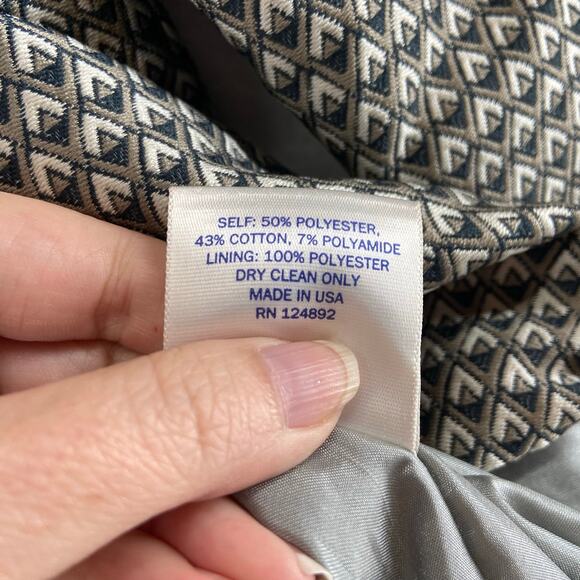 SELF: 50% POLYESTER,
43% COTTON, 7% POLYAMIDE
LINING: 100% POLYESTER
DRY CLEAN ONLY
MADE IN USA
RN 124892